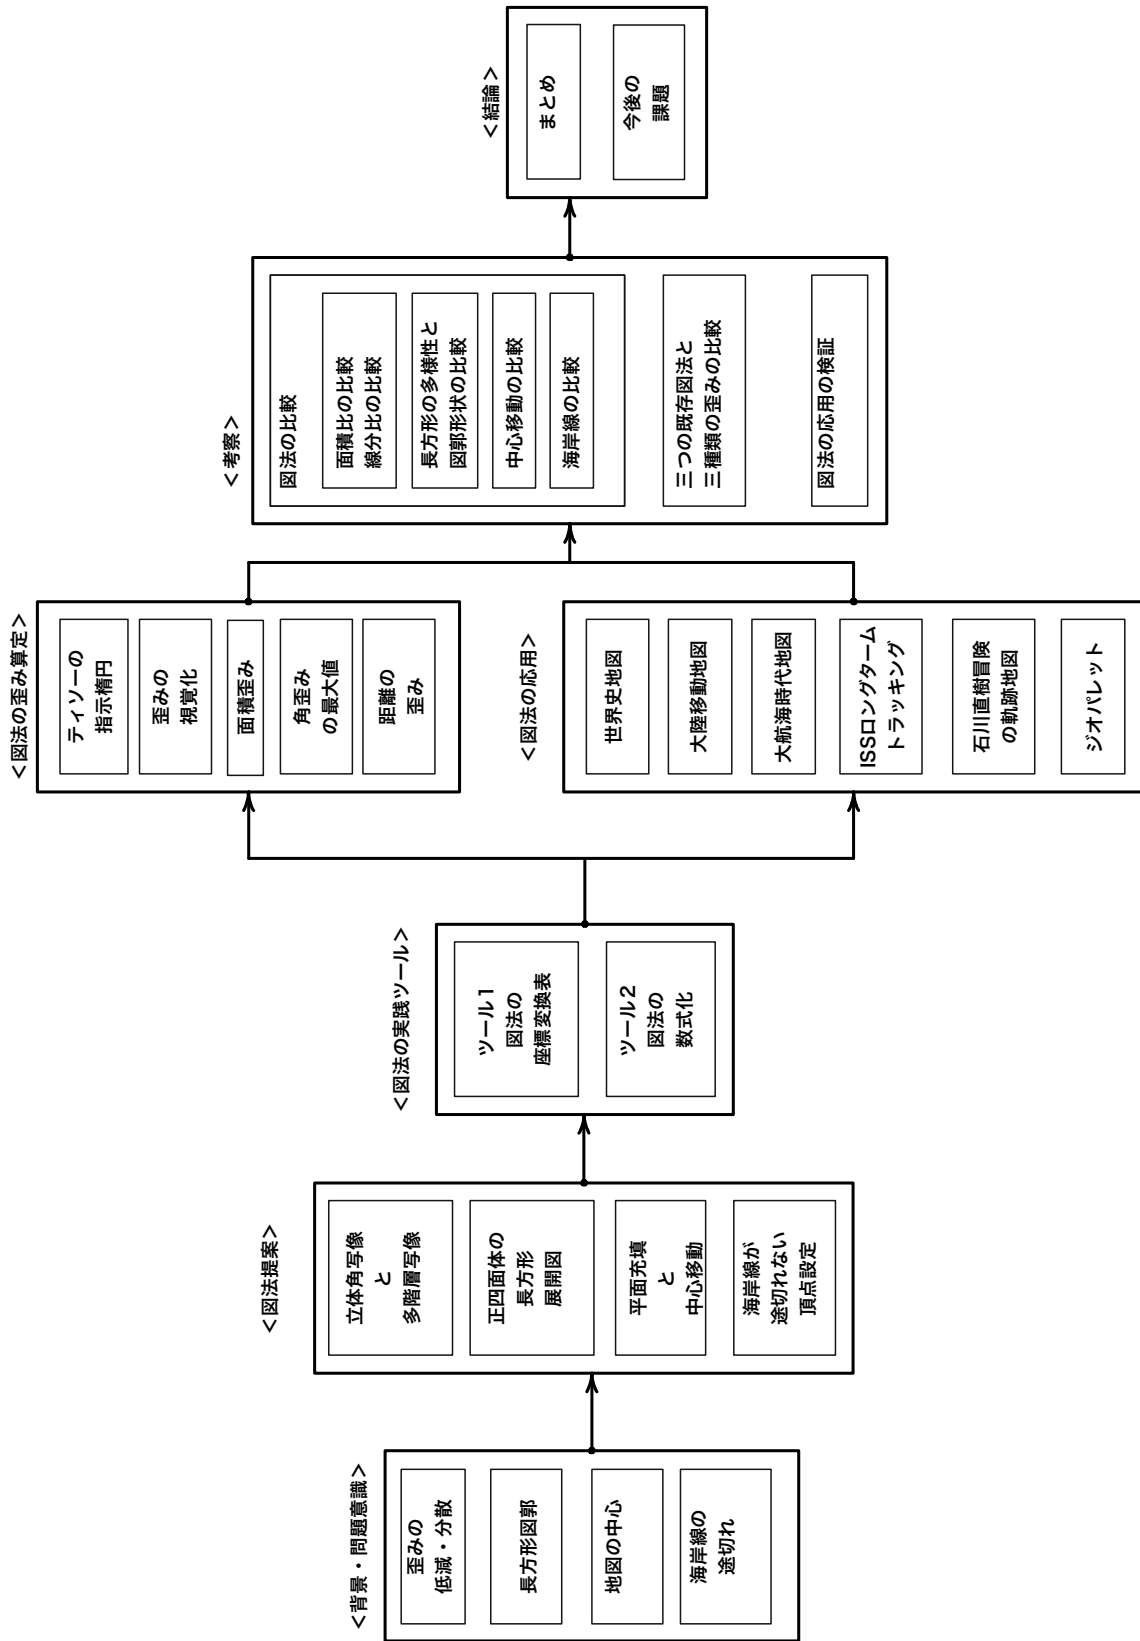 ＜背景・問題意識＞
歪みの
低減・分散
長方形図郭
地図の中心
海岸線の
途切れ
＜図法提案＞
立体角写像
と
多階層写像
正四面体の
長方形
展開図
平面充填
と
中心移動
海岸線が
途切れない
頂点設定
＜図法の実践ツール＞
ツール1
図法の
座標変換表
ツール2
図法の
数式化
＜図法の歪み算定＞
ティソーの
指示楕円
歪みの
視覚化
面積歪み
角歪み
の最大値
距離の
歪み
＜図法の応用＞
世界史地図
大陸移動地図
大航海時代地図
ISSロングターム
トラッキング
石川直樹冒険
の軌跡地図
ジオパレット
＜考察＞
図法の比較
面積比の比較
線分比の比較
長方形の多様性と
図郭形状の比較
中心移動の比較
海岸線の比較
三つの既存図法と
三種類の歪みの比較
図法の応用の検証
＜結論＞
まとめ
今後の
課題